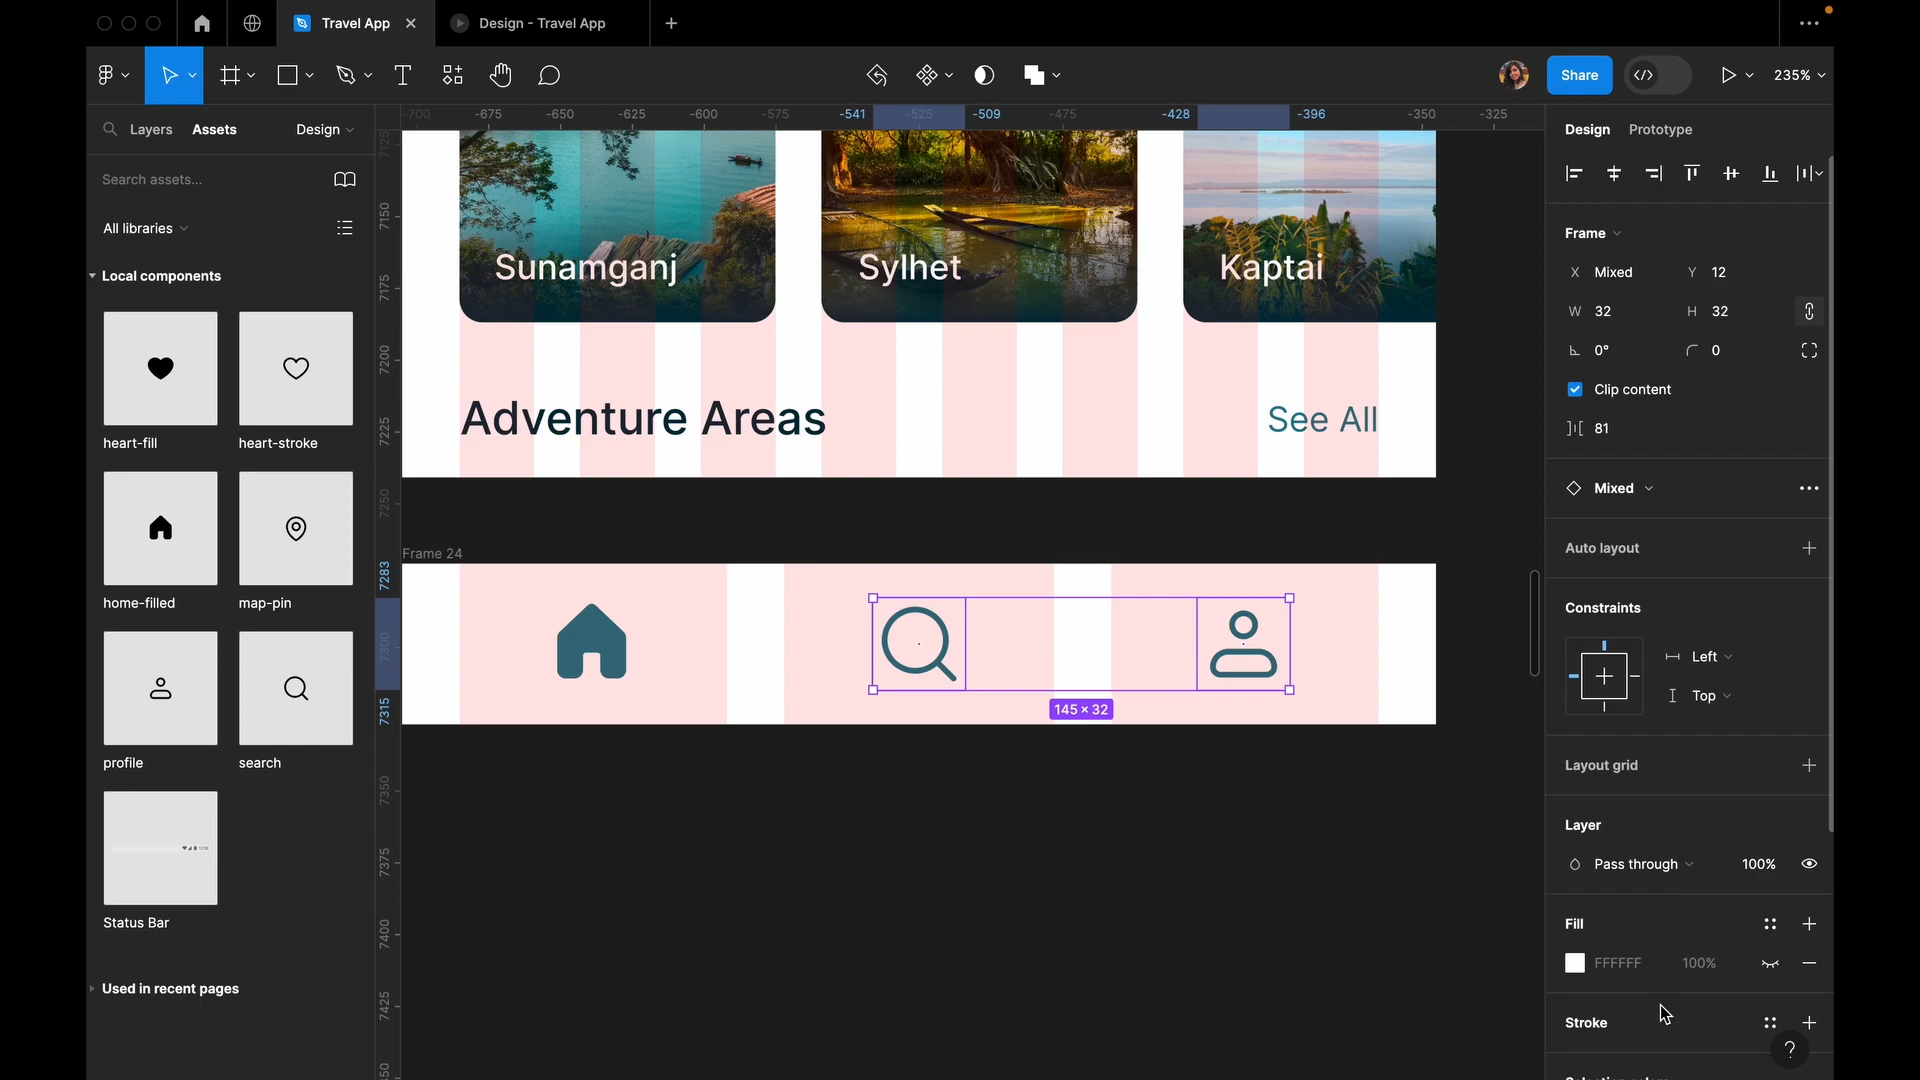 Travel App
Design - Travel App
Share
235%
Layers
Assets
Design
Search assets...
All libraries
Local components
heart-fill
heart-stroke
home-filled
map-pin
profile
search
Status Bar
Used in recent pages
-700
-675
-650
-625
-600
-575
-541
-525
-509
-475
-428
-396
-350
-325
7125
7150
7175
7200
7225
7250
7283
7300
7315
7350
7375
7400
7425
Sunamganj
Sylhet
Kaptai
Adventure Areas
See All
Frame 24
145 × 32
Design
Prototype
Frame
X Mixed
Y 12
W 32
H 32
0°
0
Clip content
81
Mixed
Auto layout
Constraints
Left
Top
Layout grid
Layer
Pass through
100%
Fill
FFFFFF
100%
Stroke
?